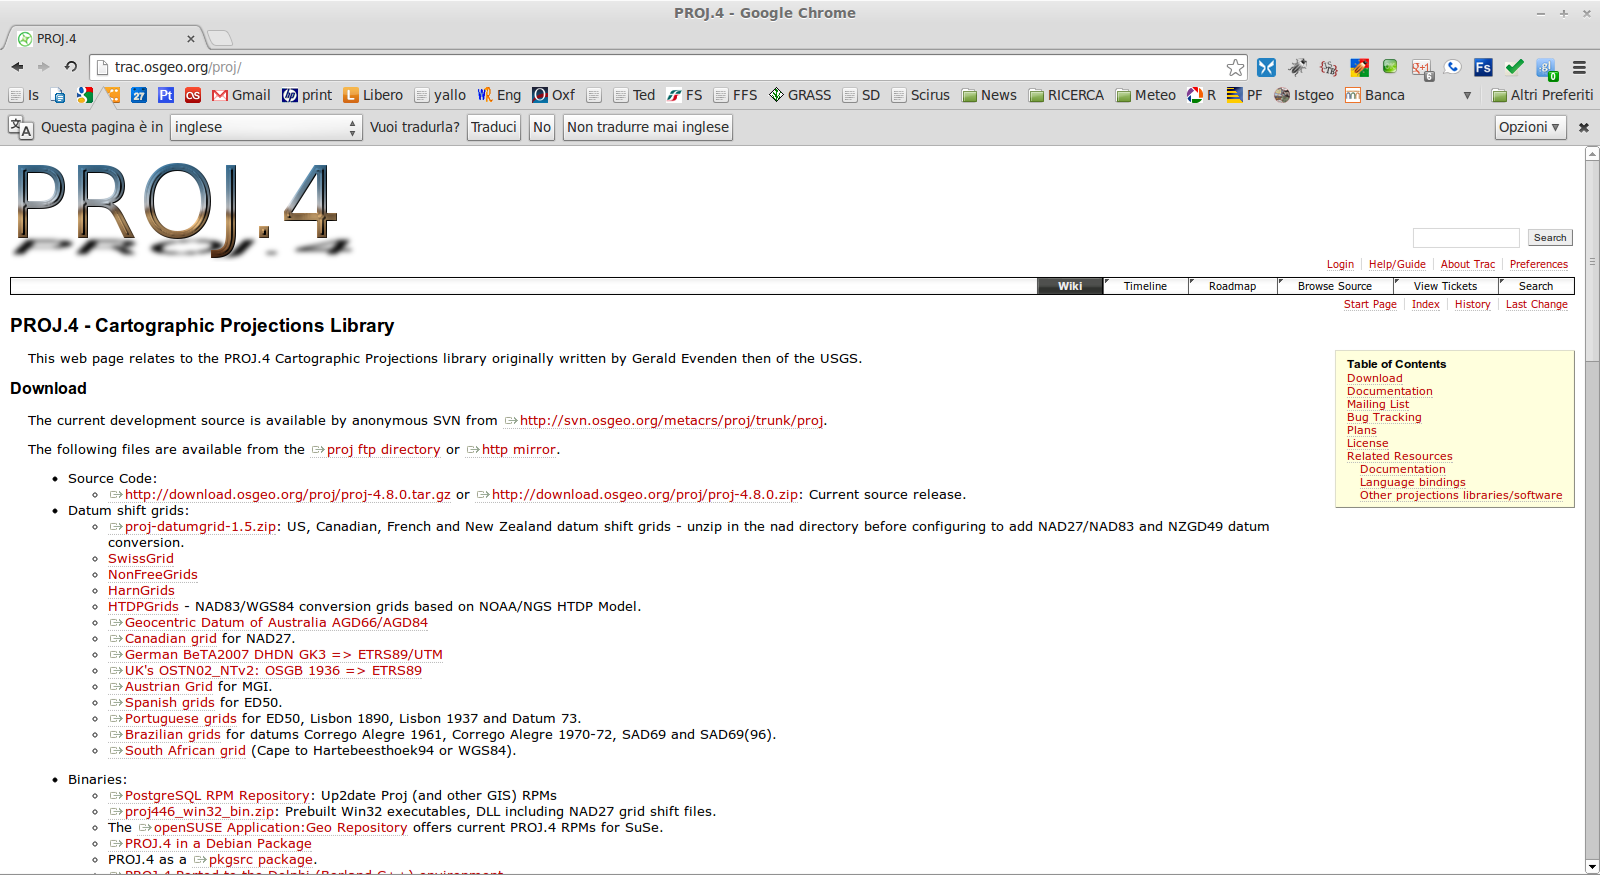 PROJ.4 - Google Chrome
PROJ.4
trac.osgeo.org/proj/
Is 27 Pt OS Gmail print Libero yallo Eng Oxf Ted FS FFS GRASS SD Scirus News RICERCA Meteo R PF Istgeo Banca Altri Preferiti
Questa pagina è in inglese Vuoi tradurla? Traduci No Non tradurre mai inglese Opzioni
PROJ.4
Search
Login Help/Guide About Trac Preferences
Wiki Timeline Roadmap Browse Source View Tickets Search
Start Page Index History Last Change
PROJ.4 - Cartographic Projections Library
This web page relates to the PROJ.4 Cartographic Projections library originally written by Gerald Evenden then of the USGS.
Table of Contents
Download
Documentation
Mailing List
Bug Tracking
Plans
License
Related Resources
Documentation
Language bindings
Other projections libraries/software
Download
The current development source is available by anonymous SVN from http://svn.osgeo.org/metacrs/proj/trunk/proj.
The following files are available from the proj ftp directory or http mirror.
Source Code:
http://download.osgeo.org/proj/proj-4.8.0.tar.gz or http://download.osgeo.org/proj/proj-4.8.0.zip: Current source release.
Datum shift grids:
proj-datumgrid-1.5.zip: US, Canadian, French and New Zealand datum shift grids - unzip in the nad directory before configuring to add NAD27/NAD83 and NZGD49 datum
conversion.
SwissGrid
NonFreeGrids
HarnGrids
HTDPGrids - NAD83/WGS84 conversion grids based on NOAA/NGS HTDP Model.
Geocentric Datum of Australia AGD66/AGD84
Canadian grid for NAD27.
German BeTA2007 DHDN GK3 => ETRS89/UTM
UK's OSTN02_NTv2: OSGB 1936 => ETRS89
Austrian Grid for MGI.
Spanish grids for ED50.
Portuguese grids for ED50, Lisbon 1890, Lisbon 1937 and Datum 73.
Brazilian grids for datums Corrego Alegre 1961, Corrego Alegre 1970-72, SAD69 and SAD69(96).
South African grid (Cape to Hartebeesthoek94 or WGS84).
Binaries:
PostgreSQL RPM Repository: Up2date Proj (and other GIS) RPMs
proj446_win32_bin.zip: Prebuilt Win32 executables, DLL including NAD27 grid shift files.
The openSUSE Application:Geo Repository offers current PROJ.4 RPMs for SuSe.
PROJ.4 in a Debian Package
PROJ.4 as a pkgsrc package.
PROJ.4 Ported to the Delphi (Borland C++) environment